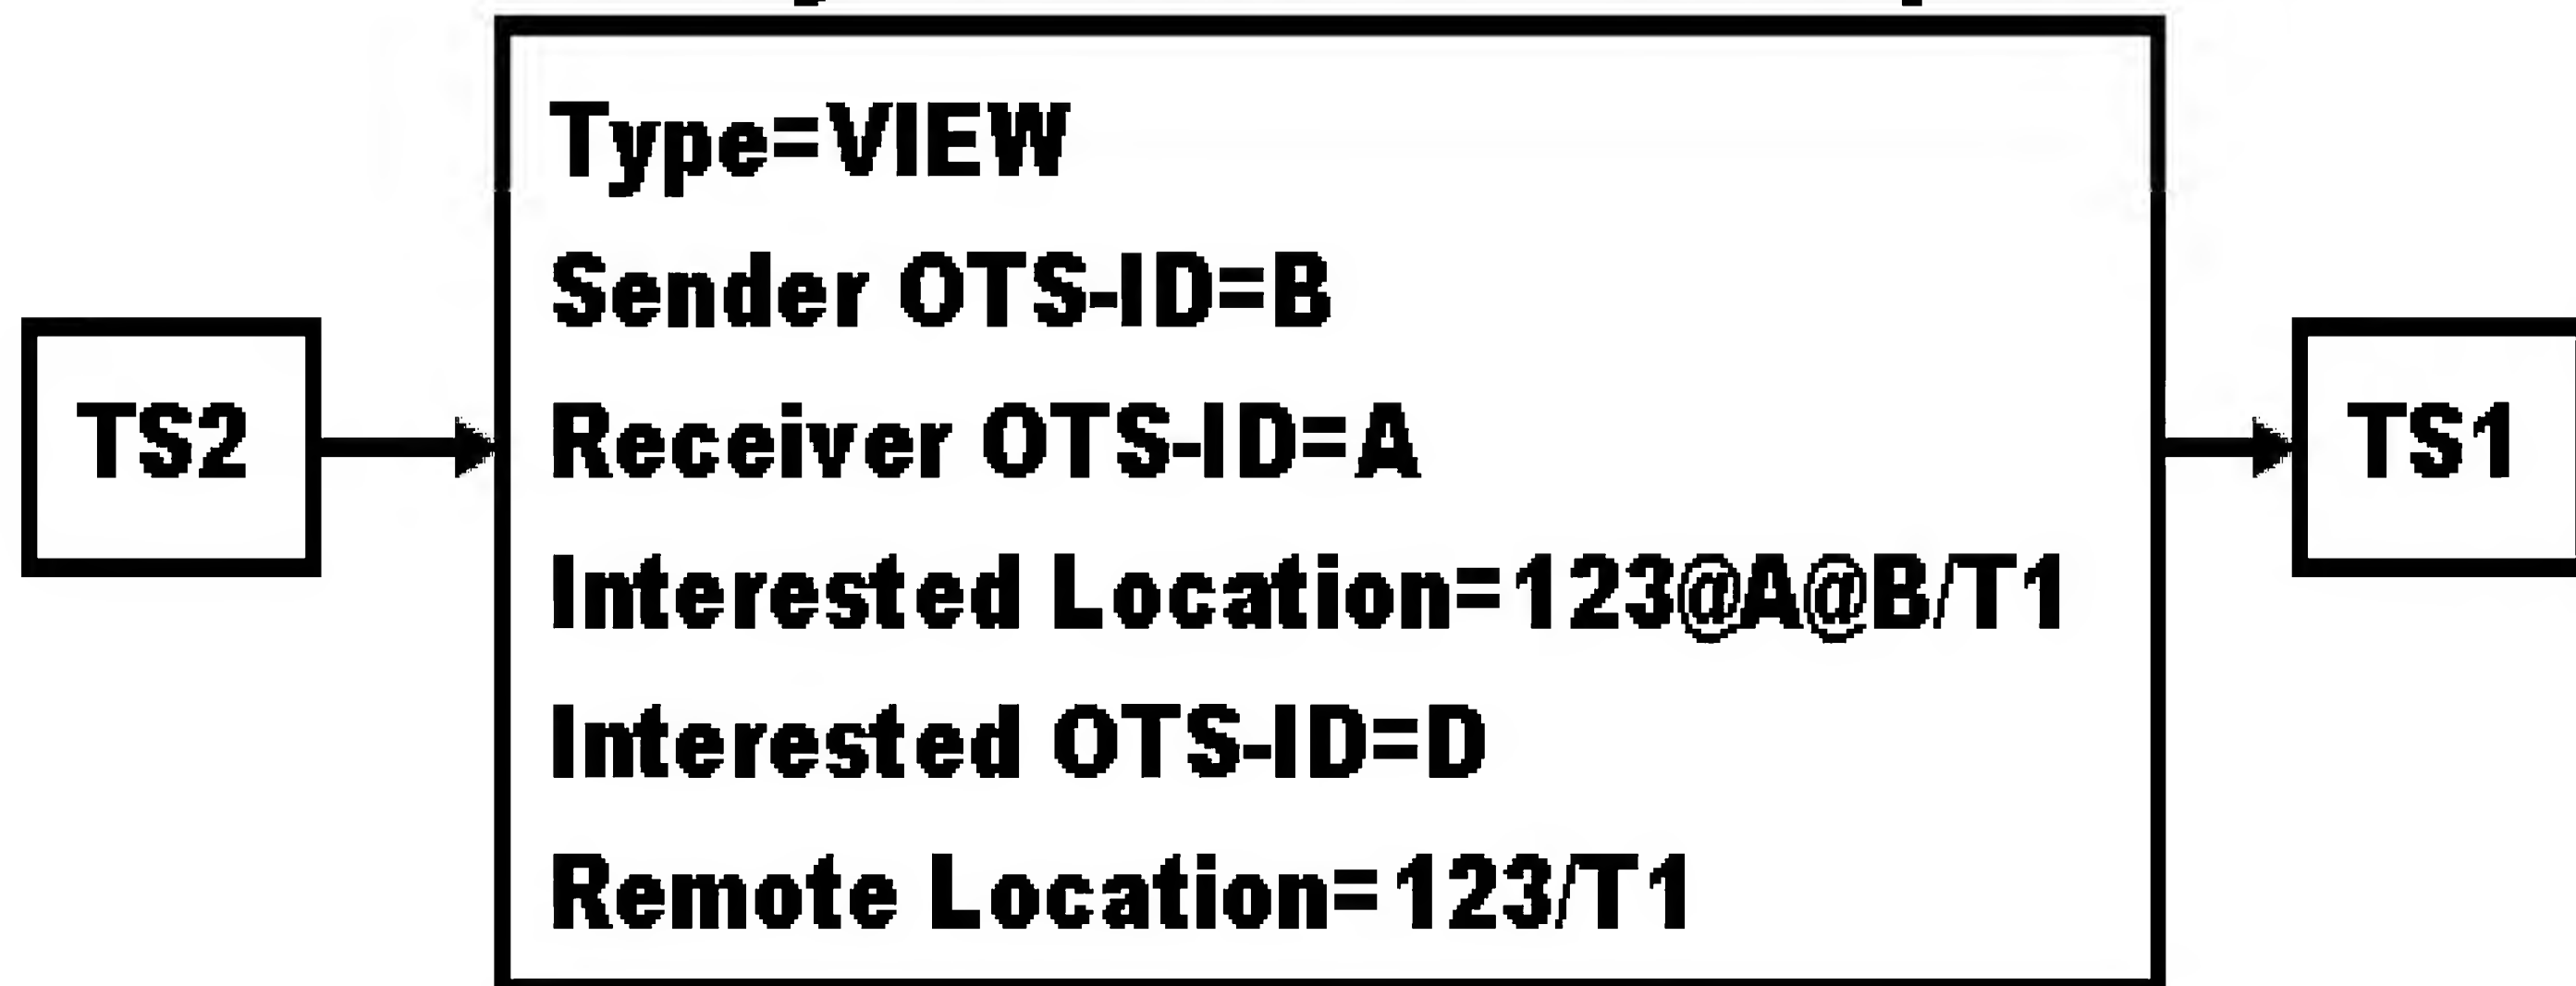 Type=VIEW
Sender OTS-ID=B
TS2
Receiver OTS-ID=A
TS1
Interested Location=123@A@B/T1
Interested OTS-ID=D
Remote Location=123/T1